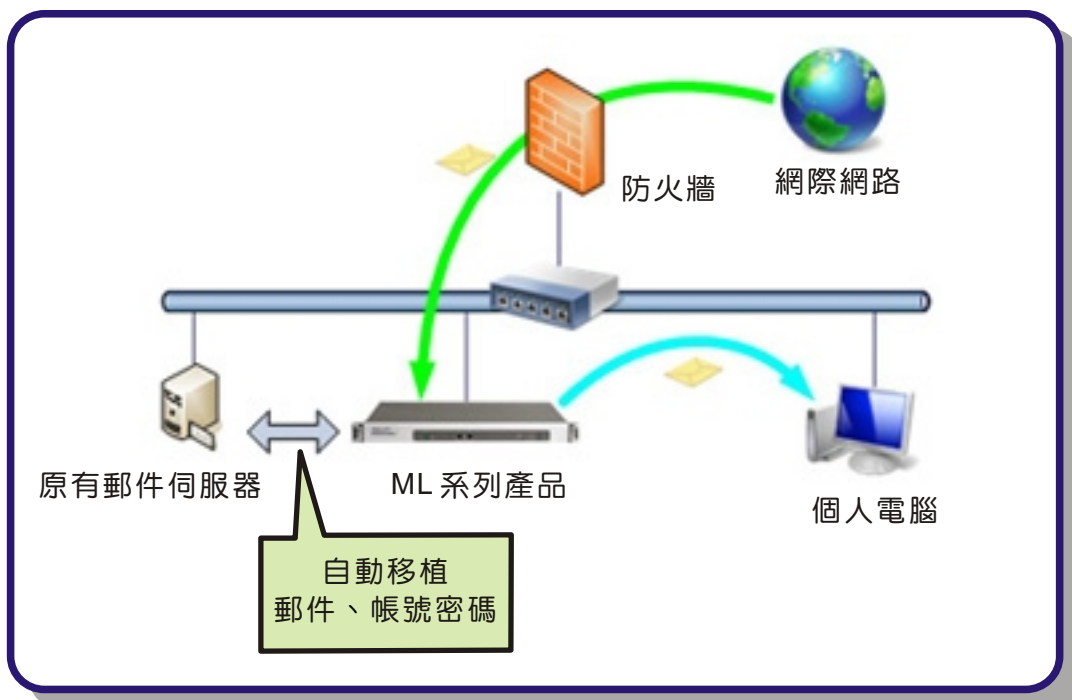 防火牆
網際網路
原有郵件伺服器
ML 系列產品
個人電腦
自動移植
郵件、帳號密碼